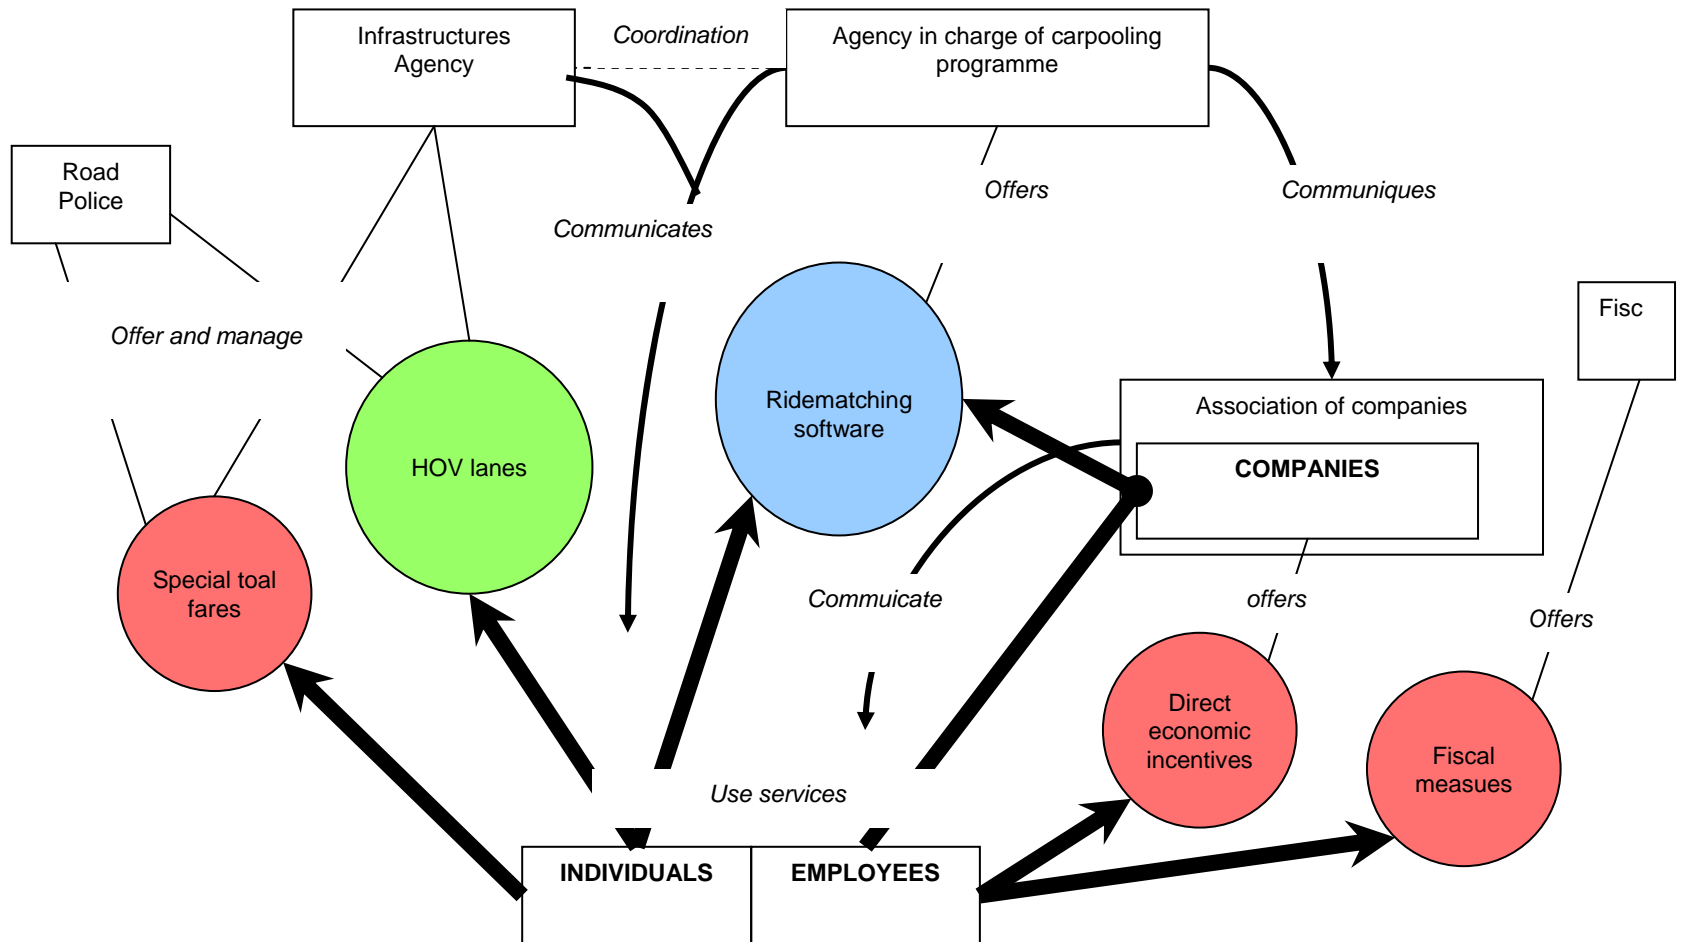 Infrastructures
Agency
Coordination
Agency in charge of carpooling
programme
Road
Police
Offers
Communiques
Communicates
Offer and manage
Fisc
Ridematching
software
Association of companies
HOV lanes
COMPANIES
Special toal
fares
Commuicate
offers
Offers
Direct
economic
incentives
Fiscal
measues
Use services
INDIVIDUALS
EMPLOYEES